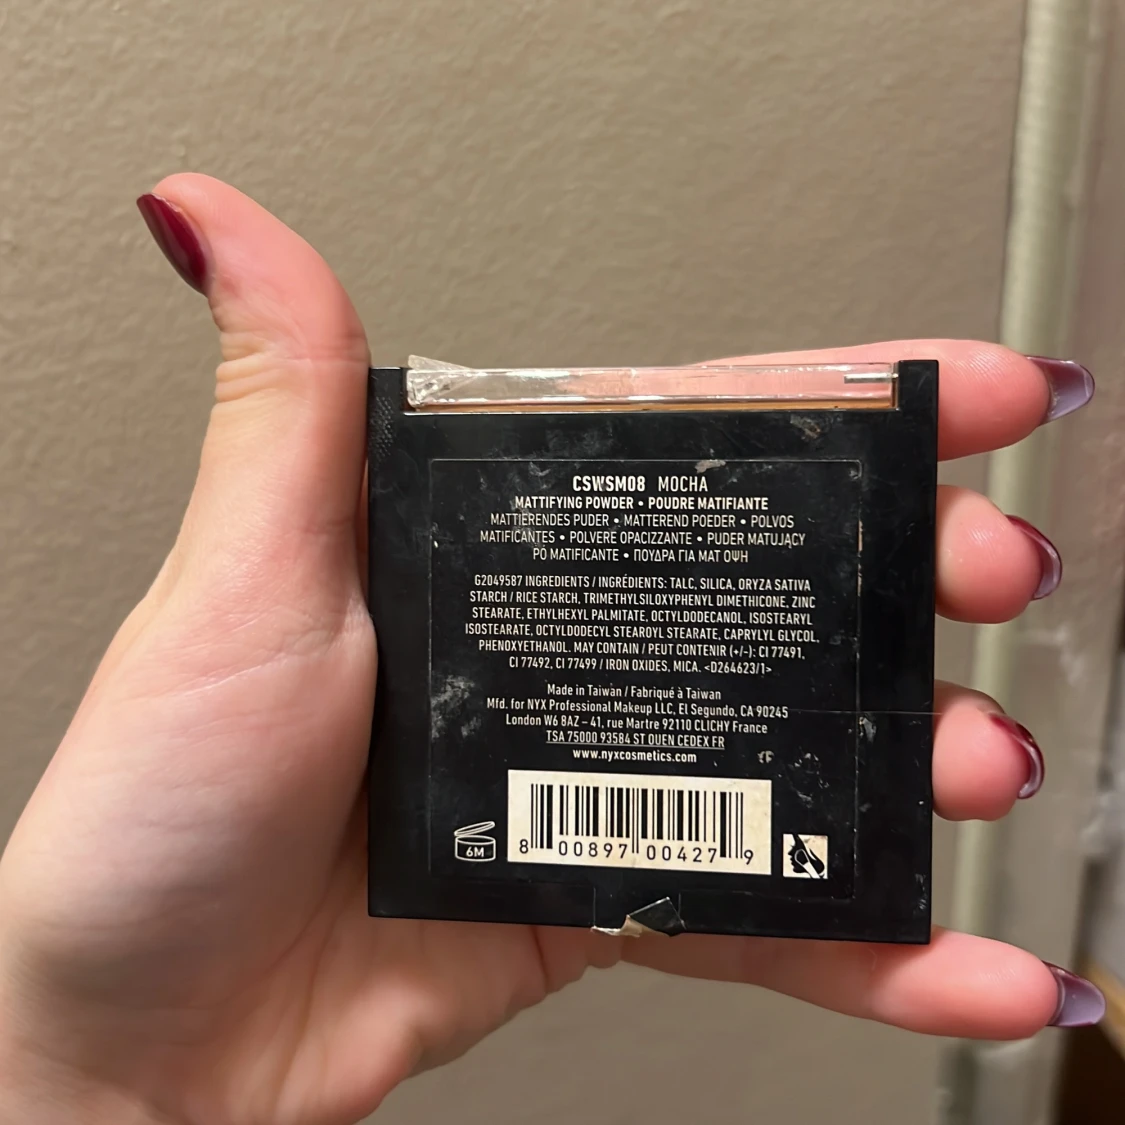 CSWSM08 MOCHA
MATTIFYING POWDER • POUDRE MATIFIANTE
MATTIERENDES PUDER • MATTEREND POEDER • POLVOS
MATIFICANTES • POLVERE OPACIZZANTE • PUDER MATUJĄCY
PÓ MATIFICANTE • ΠΟΥΔΡΑ ΓΙΑ ΜΑΤ ΟΨΗ
G2049587 INGREDIENTS / INGRÉDIENTS: TALC, SILICA, ORYZA SATIVA
STARCH / RICE STARCH, TRIMETHYLSILOXYPHENYL DIMETHICONE, ZINC
STEARATE, ETHYLHEXYL PALMITATE, OCTYLDODECANOL, ISOSTEARYL
ISOSTEARATE, OCTYLDODECYL STEAROYL STEARATE, CAPRYLYL GLYCOL,
PHENOXYETHANOL. MAY CONTAIN / PEUT CONTENIR (+/-): CI 77491,
CI 77492, CI 77499 / IRON OXIDES, MICA. <D264623/1>
Made in Taiwan / Fabriqué à Taiwan
Mfd. for NYX Professional Makeup LLC, El Segundo, CA 90245
London W6 8AZ – 41, rue Martre 92110 CLICHY France
TSA 75000 93584 ST OUEN CEDEX FR
www.nyxcosmetics.com
6M
8 00897 00427 9